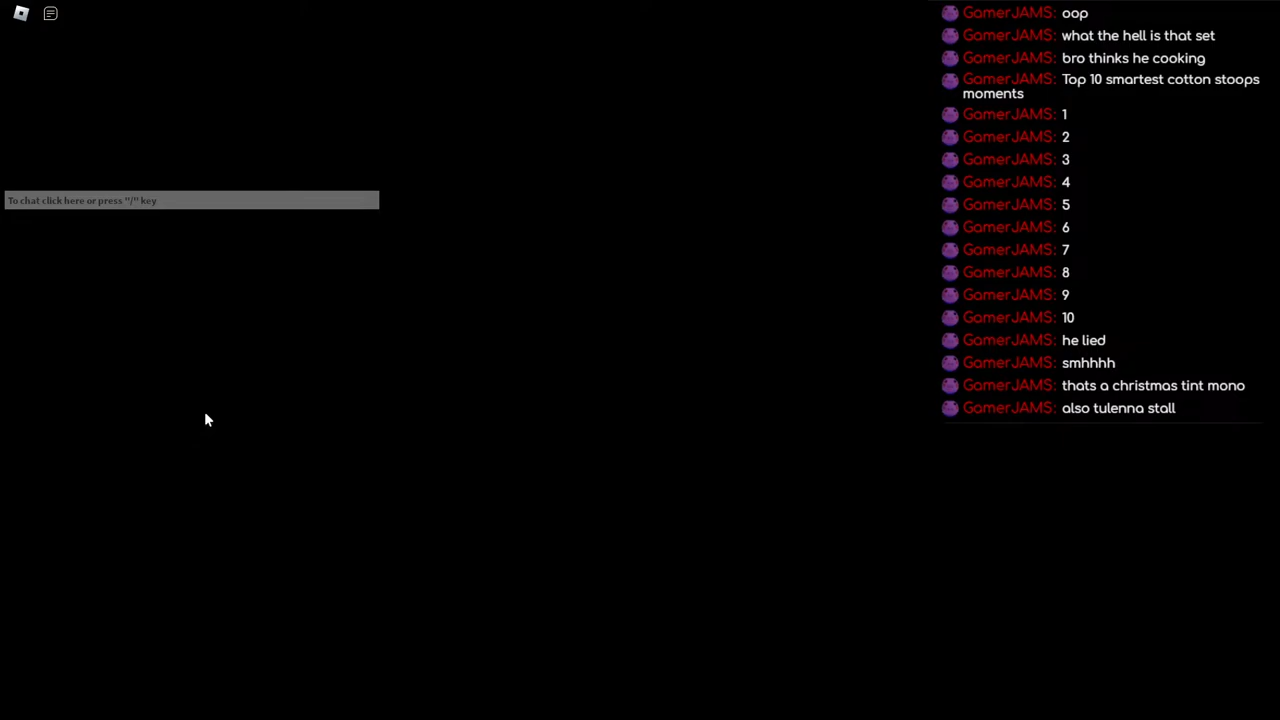 GamerJAMS: oop
GamerJAMS: what the hell is that set
GamerJAMS: bro thinks he cooking
GamerJAMS: Top 10 smartest cotton stoops
moments
GamerJAMS: 1
GamerJAMS: 2
GamerJAMS: 3
GamerJAMS: 4
GamerJAMS: 5
GamerJAMS: 6
GamerJAMS: 7
GamerJAMS: 8
GamerJAMS: 9
GamerJAMS: 10
GamerJAMS: he lied
GamerJAMS: smhhhh
GamerJAMS: thats a christmas tint mono
GamerJAMS: also tulenna stall
To chat click here or press "/" key